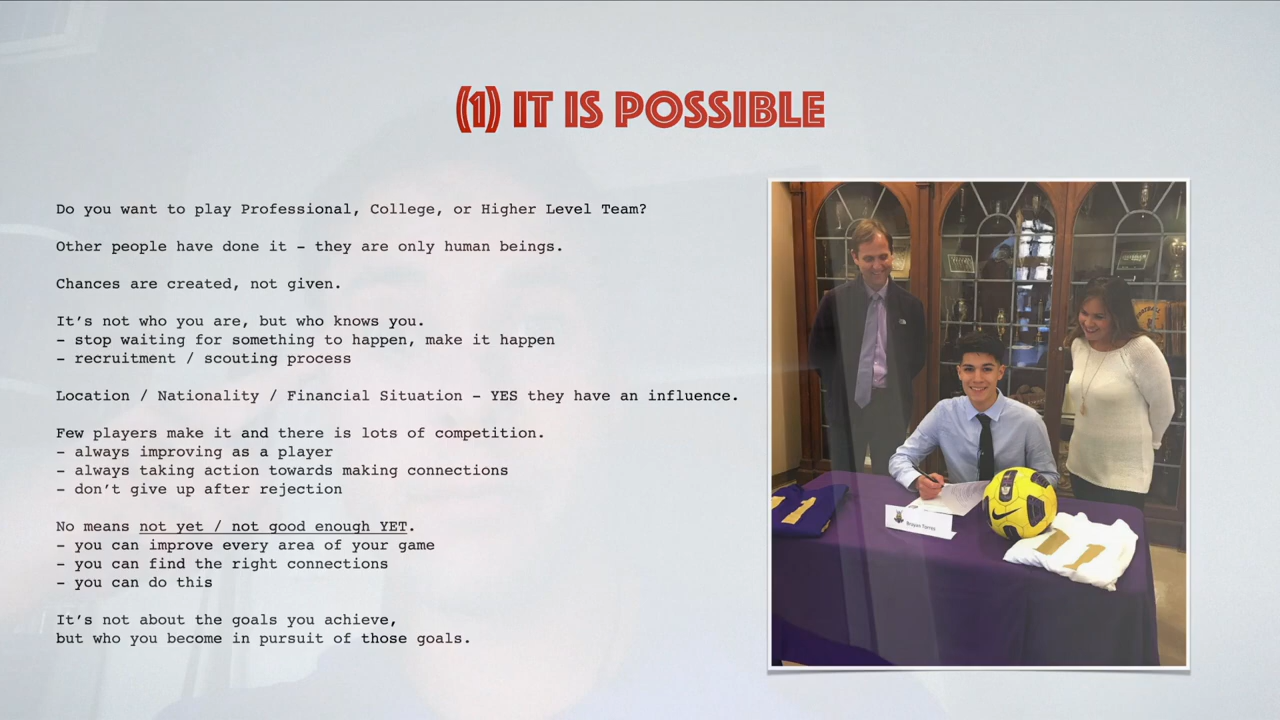 (1) IT IS POSSIBLE
Do you want to play Professional, College, or Higher Level Team?
Other people have done it – they are only human beings.
Chances are created, not given.
It's not who you are, but who knows you.
– stop waiting for something to happen, make it happen
– recruitment / scouting process
Location / Nationality / Financial Situation – YES they have an influence.
Few players make it and there is lots of competition.
– always improving as a player
– always taking action towards making connections
– don't give up after rejection
No means not yet / not good enough YET.
– you can improve every area of your game
– you can find the right connections
– you can do this
It's not about the goals you achieve,
but who you become in pursuit of those goals.
11
Torres
11